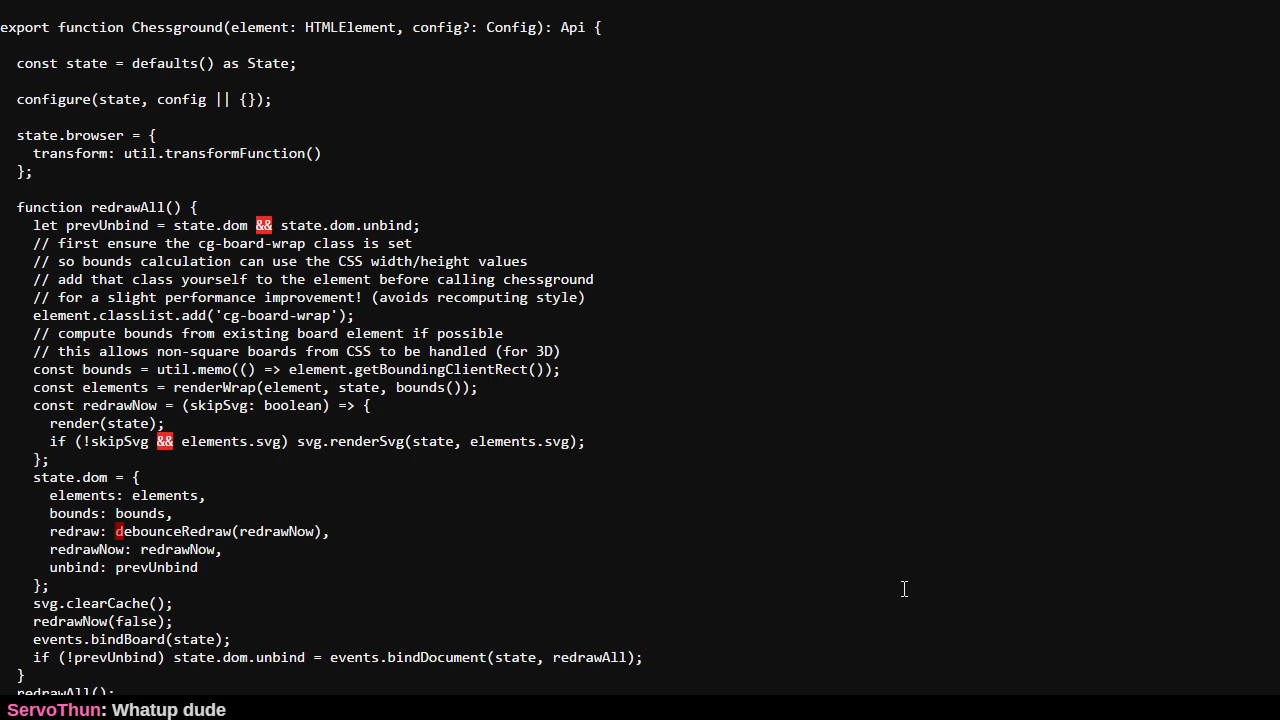 export function Chessground(element: HTMLElement, config?: Config): Api {
const state = defaults() as State;
configure(state, config || {});
state.browser = {
transform: util.transformFunction()
};
function redrawAll() {
let prevUnbind = state.dom && state.dom.unbind;
// first ensure the cg-board-wrap class is set
// so bounds calculation can use the CSS width/height values
// add that class yourself to the element before calling chessground
// for a slight performance improvement! (avoids recomputing style)
element.classList.add('cg-board-wrap');
// compute bounds from existing board element if possible
// this allows non-square boards from CSS to be handled (for 3D)
const bounds = util.memo(() => element.getBoundingClientRect());
const elements = renderWrap(element, state, bounds());
const redrawNow = (skipSvg: boolean) => {
render(state);
if (!skipSvg && elements.svg) svg.renderSvg(state, elements.svg);
};
state.dom = {
elements: elements,
bounds: bounds,
redraw: debounceRedraw(redrawNow),
redrawNow: redrawNow,
unbind: prevUnbind
};
svg.clearCache();
redrawNow(false);
events.bindBoard(state);
if (!prevUnbind) state.dom.unbind = events.bindDocument(state, redrawAll);
}
redrawAll();
ServoThun: Whatup dude